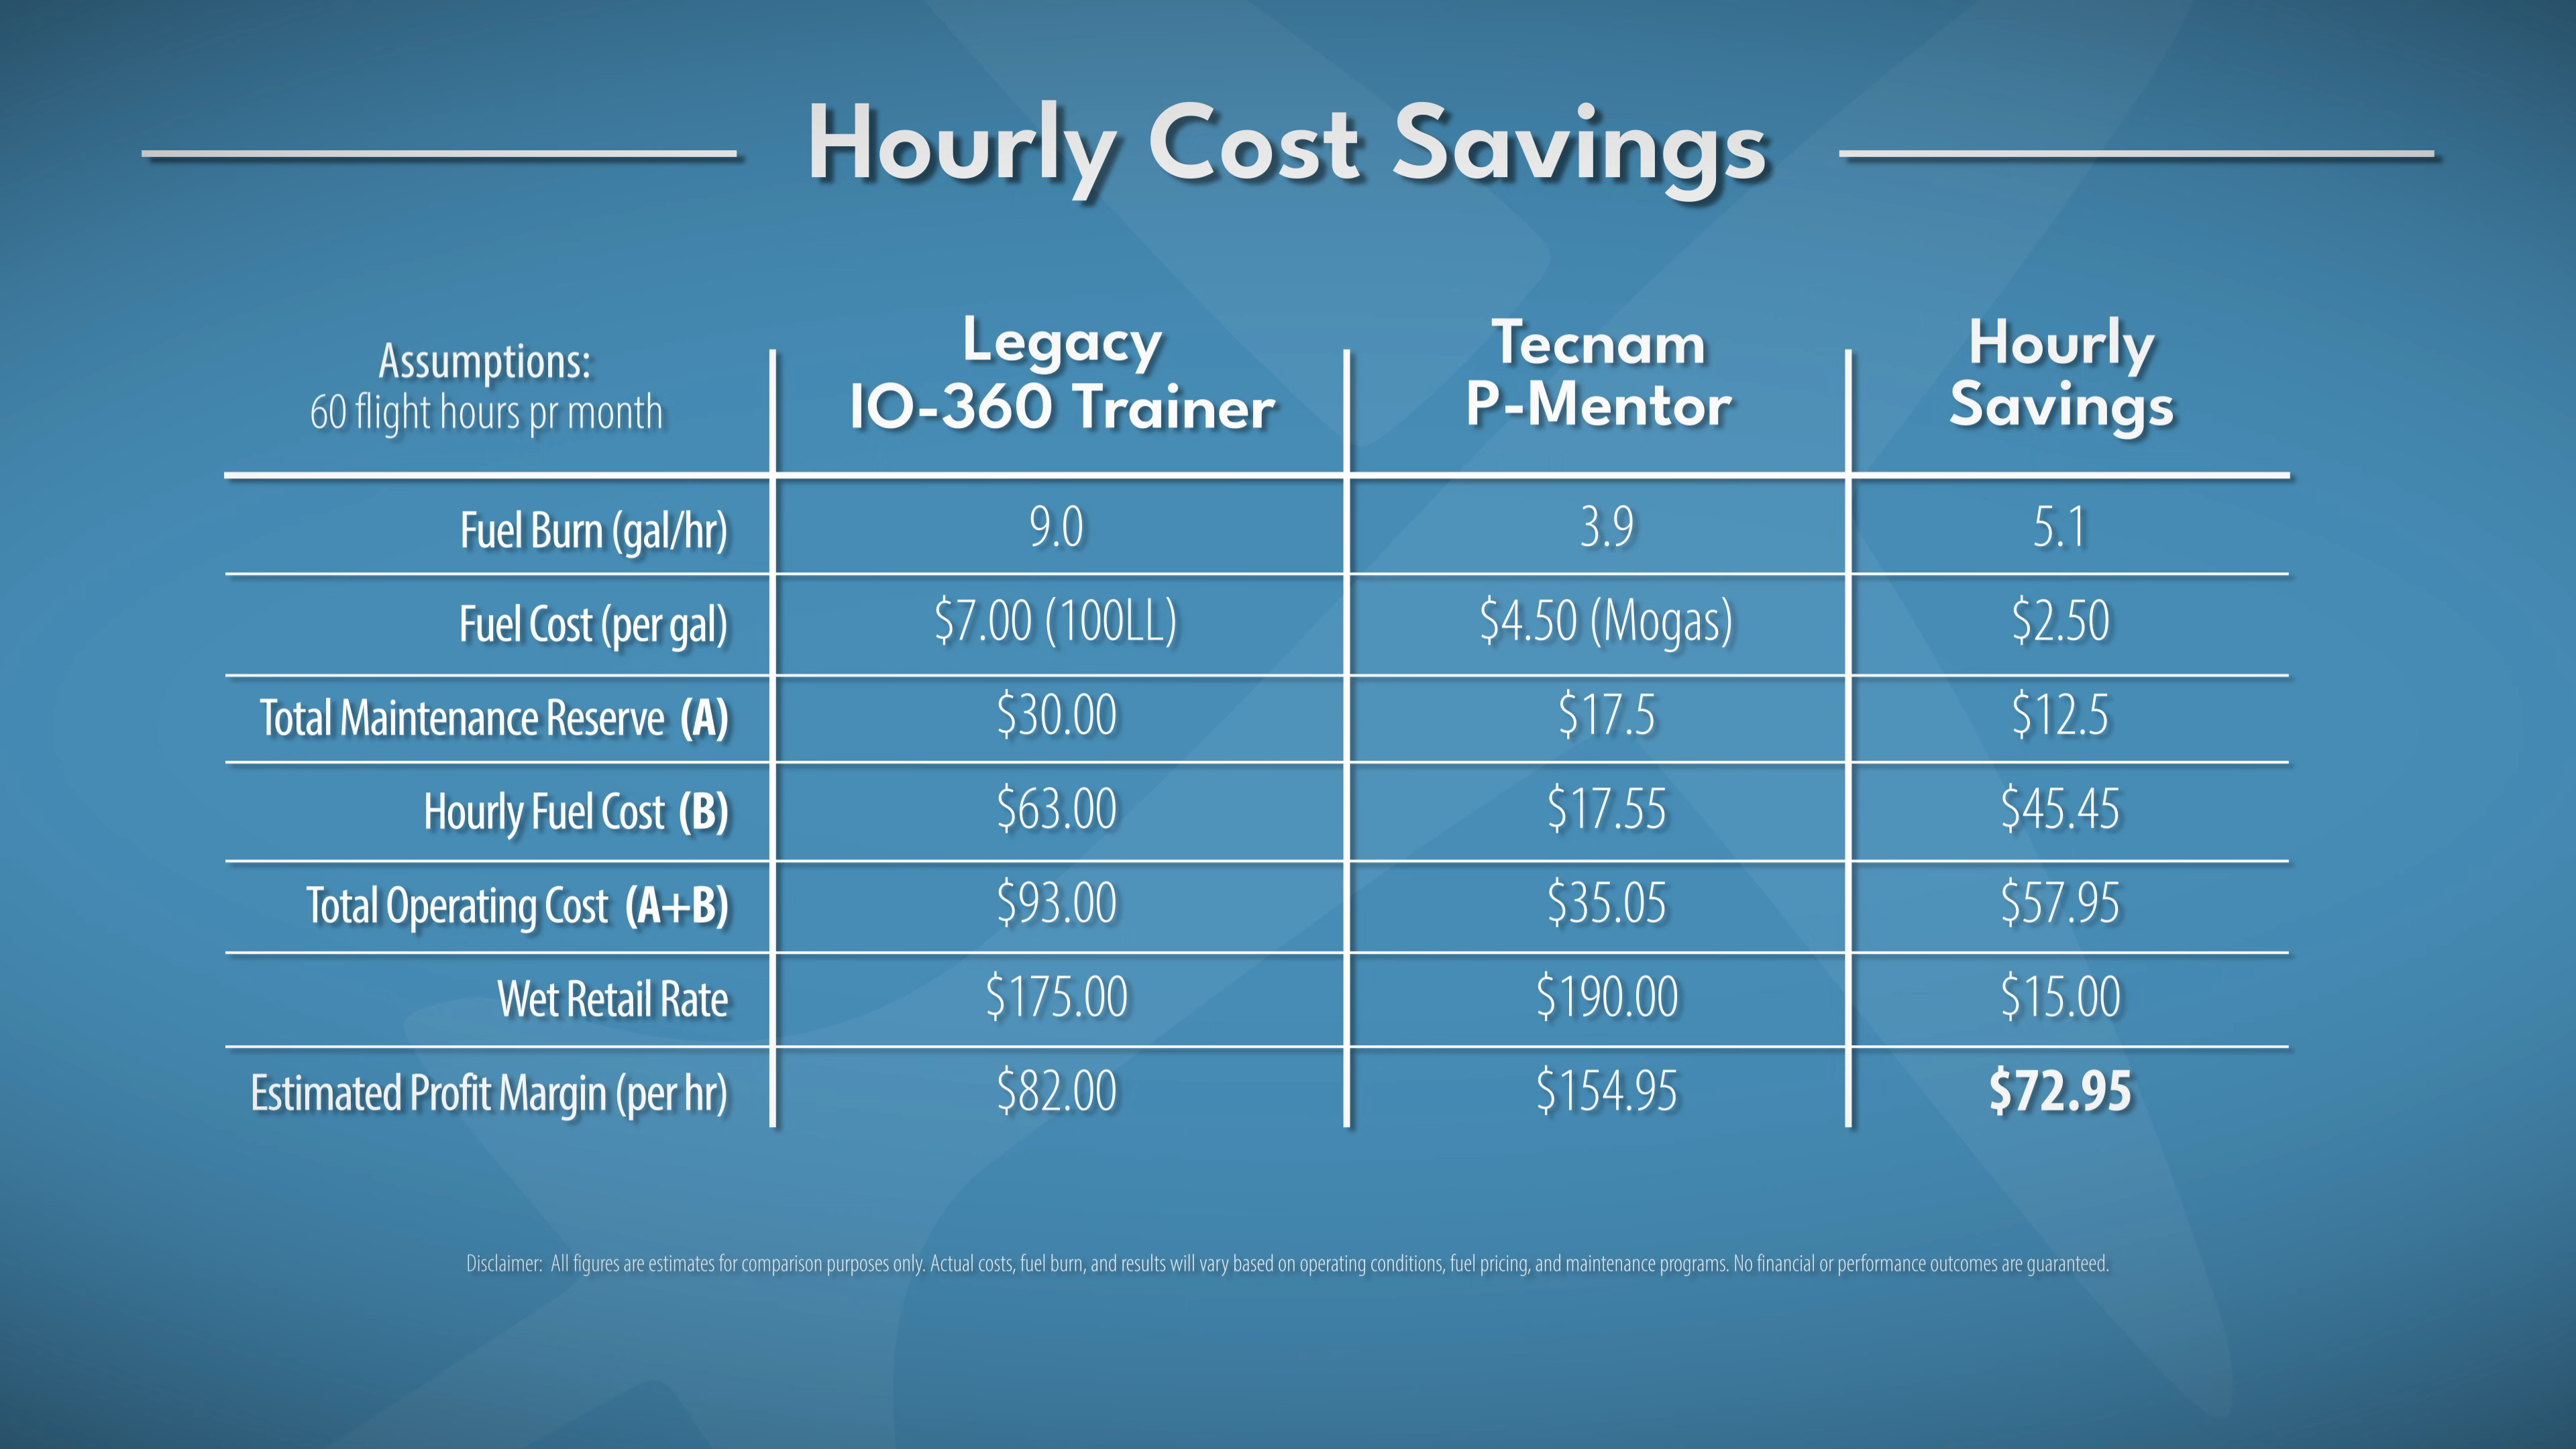 Hourly Cost Savings
Assumptions:
60 flight hours pr month
Legacy
IO-360 Trainer
Tecnam
P-Mentor
Hourly
Savings
Fuel Burn (gal/hr) 9.0 3.9 5.1
Fuel Cost (per gal) $7.00 (100LL) $4.50 (Mogas) $2.50
Total Maintenance Reserve (A) $30.00 $17.5 $12.5
Hourly Fuel Cost (B) $63.00 $17.55 $45.45
Total Operating Cost (A+B) $93.00 $35.05 $57.95
Wet Retail Rate $175.00 $190.00 $15.00
Estimated Profit Margin (per hr) $82.00 $154.95 $72.95
Disclaimer: All figures are estimates for comparison purposes only. Actual costs, fuel burn, and results will vary based on operating conditions, fuel pricing, and maintenance programs. No financial or performance outcomes are guaranteed.